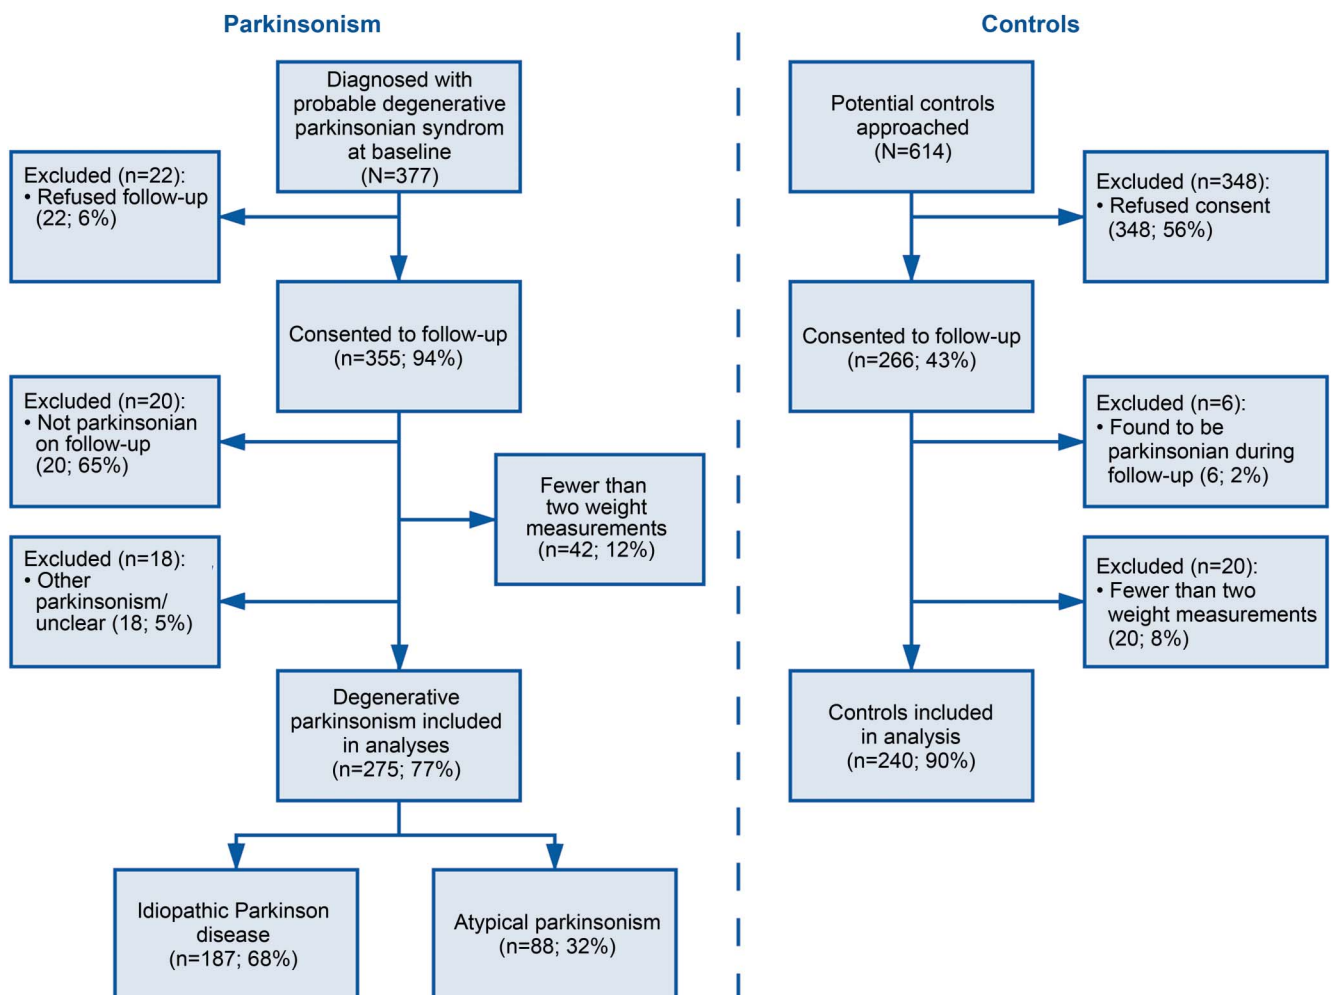 Parkinsonism
Diagnosed with
probable degenerative
parkinsonian syndrom
at baseline
(N=377)
Excluded (n=22):
• Refused follow-up
(22; 6%)
Consented to follow-up
(n=355; 94%)
Excluded (n=20):
• Not parkinsonian
on follow-up
(20; 65%)
Fewer than
two weight
measurements
(n=42; 12%)
Excluded (n=18):
• Other
parkinsonism/
unclear (18; 5%)
Degenerative
parkinsonism included
in analyses
(n=275; 77%)
Idiopathic Parkinson
disease
(n=187; 68%)
Atypical parkinsonism
(n=88; 32%)
Controls
Potential controls
approached
(N=614)
Excluded (n=348):
• Refused consent
(348; 56%)
Consented to follow-up
(n=266; 43%)
Excluded (n=6):
• Found to be
parkinsonian during
follow-up (6; 2%)
Excluded (n=20):
• Fewer than two
weight measurements
(20; 8%)
Controls included
in analysis
(n=240; 90%)